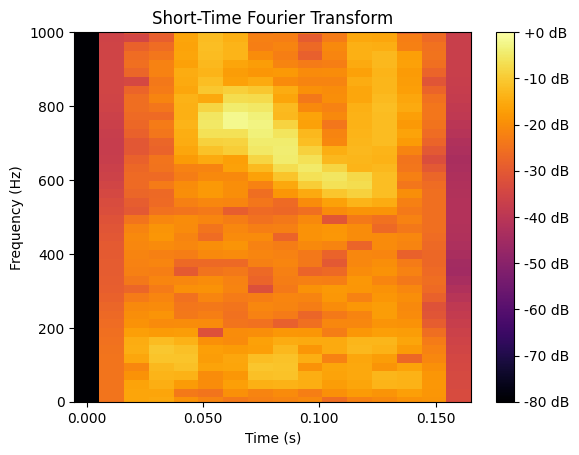 Short-Time Fourier Transform
Frequency (Hz)
1000
800
600
400
200
0
0.000
0.050
0.100
0.150
Time (s)
+0 dB
-10 dB
-20 dB
-30 dB
-40 dB
-50 dB
-60 dB
-70 dB
-80 dB